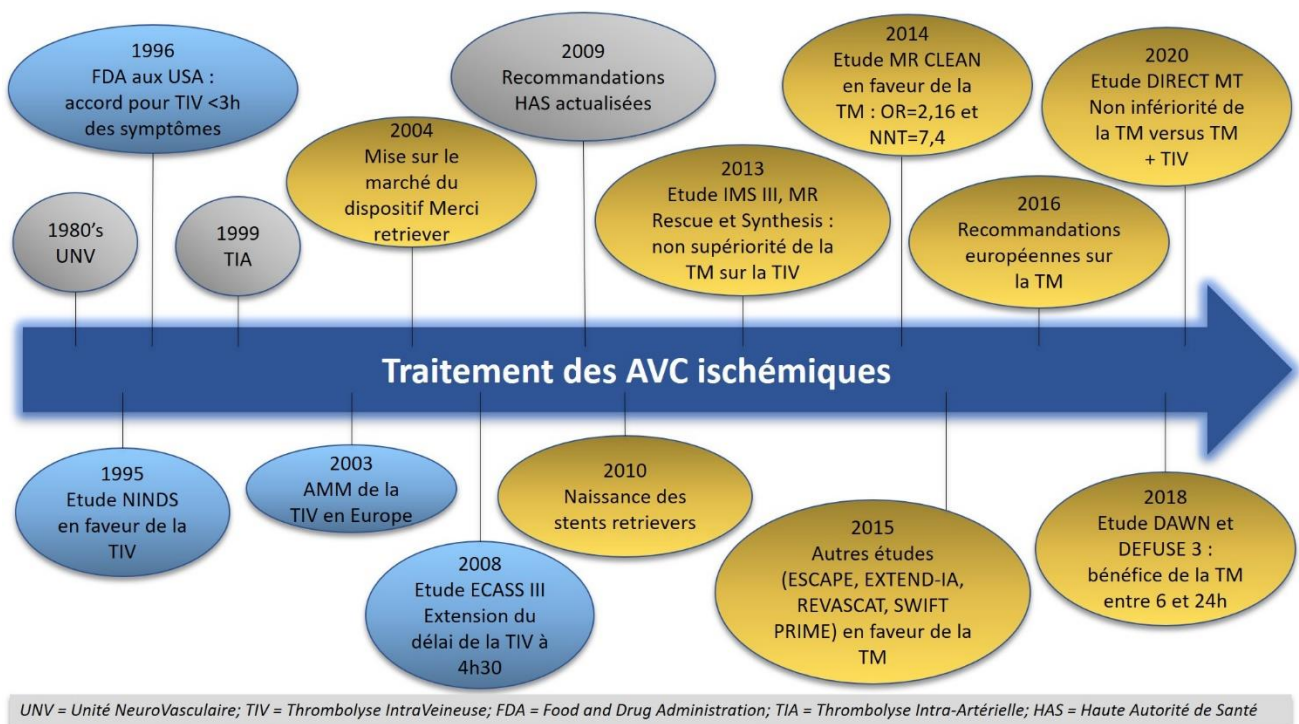 1996
FDA aux USA :
accord pour TIV <3h
des symptômes
2009
Recommandations
HAS actualisées
2014
Etude MR CLEAN
en faveur de la
TM : OR=2,16 et
NNT=7,4
2020
Etude DIRECT MT
Non infériorité de
la TM versus TM
+ TIV
1980's
UNV
1999
TIA
2004
Mise sur le
marché du
dispositif Merci
retriever
2013
Etude IMS III, MR
Rescue et Synthesis :
non supériorité de la
TM sur la TIV
2016
Recommandations
européennes sur
la TM
Traitement des AVC ischémiques
1995
Etude NINDS
en faveur de la
TIV
2003
AMM de la
TIV en Europe
2008
Etude ECASS III
Extension du
délai de la TIV à
4h30
2010
Naissance des
stents retrievers
2015
Autres études
(ESCAPE, EXTEND-IA,
REVASCAT, SWIFT
PRIME) en faveur de la
TM
2018
Etude DAWN et
DEFUSE 3 :
bénéfice de la TM
entre 6 et 24h
UNV = Unité NeuroVasculaire; TIV = Thrombolyse IntraVeineuse; FDA = Food and Drug Administration; TIA = Thrombolyse Intra-Artérielle; HAS = Haute Autorité de Santé